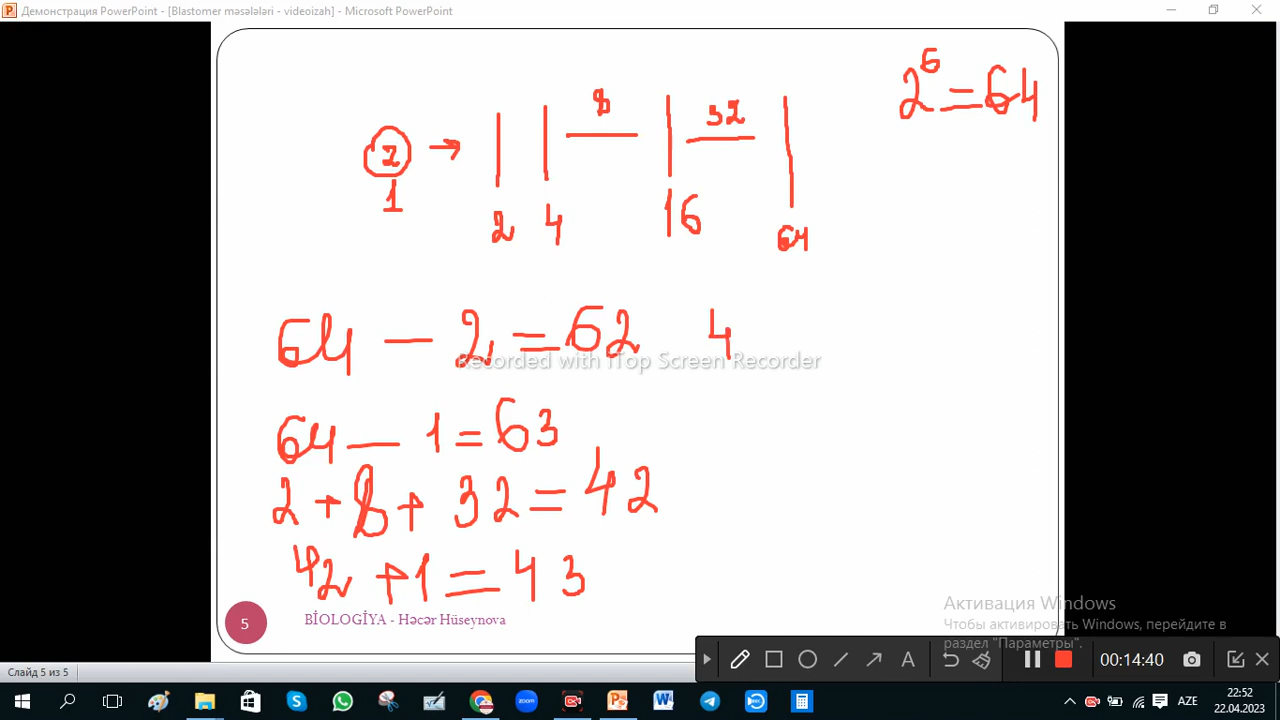 Демонстрация PowerPoint - [Blastomer məsələləri - videoizah] - Microsoft PowerPoint
2⁶=64
8
32
z →
1
2 4 16 64
64 - 2 = 62 4
Recorded with iTop Screen Recorder
64 - 1 = 63
2 + 8 + 32 = 42
42 + 1 = 43
5
BİOLOGİYA - Həcər Hüseynova
Активация Windows
Чтобы активировать Windows, перейдите в
раздел "Параметры".
A
00:14:40
Слайд 5 из 5
zoom
AZE
22:52
22.04.2023